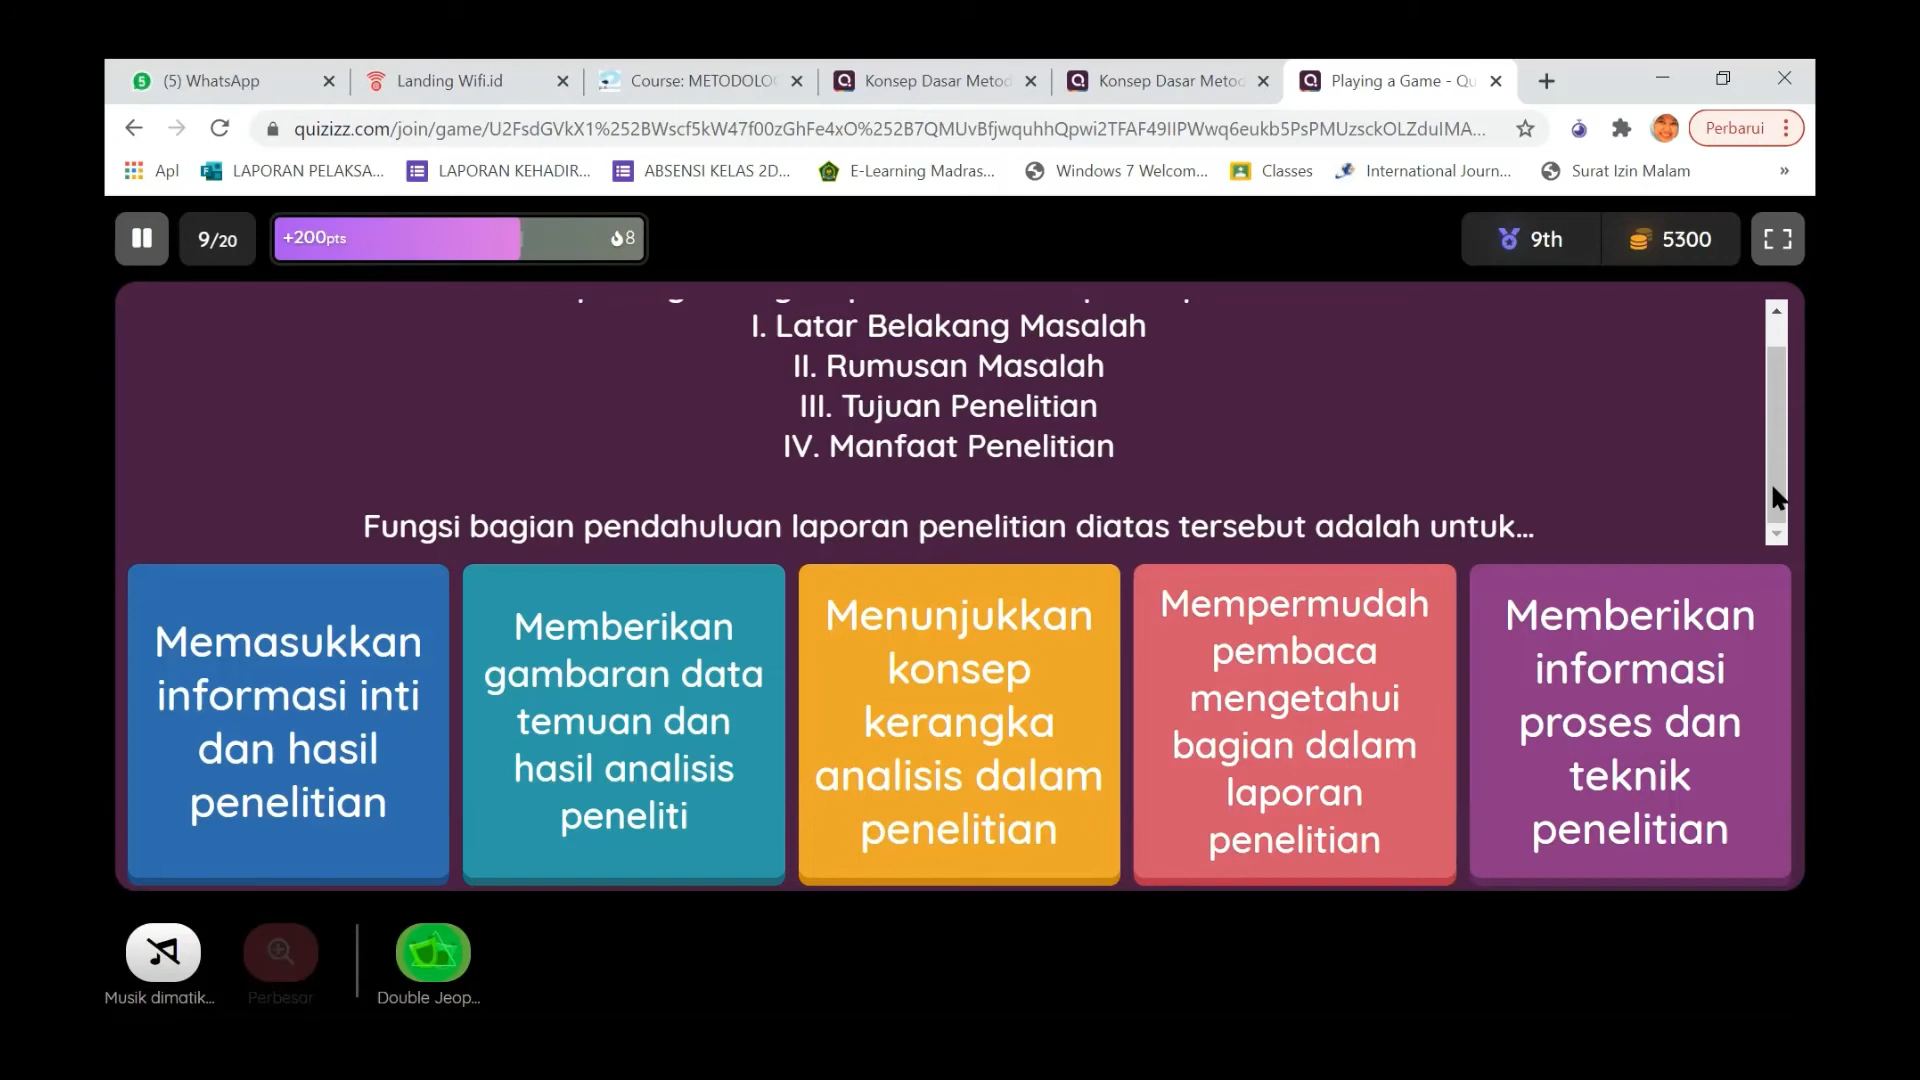 (5) WhatsApp
Landing Wifi.id
Course: METODOLO
Konsep Dasar Metod
Konsep Dasar Metod
Playing a Game - Qu
quizizz.com/join/game/U2FsdGVkX1%252BWscf5kW47f00zGhFe4xO%252B7QMUvBfjwquhhQpwi2TFAF49IIPWwq6eukb5PsPMUzsckOLZduIMA...
Perbarui
Apl
LAPORAN PELAKSA...
LAPORAN KEHADIR...
ABSENSI KELAS 2D...
E-Learning Madras...
Windows 7 Welcom...
Classes
International Journ...
Surat Izin Malam
»
9/20
+200pts
8
9th
5300
I. Latar Belakang Masalah
II. Rumusan Masalah
III. Tujuan Penelitian
IV. Manfaat Penelitian
Fungsi bagian pendahuluan laporan penelitian diatas tersebut adalah untuk...
Memasukkan
informasi inti
dan hasil
penelitian
Memberikan
gambaran data
temuan dan
hasil analisis
peneliti
Menunjukkan
konsep
kerangka
analisis dalam
penelitian
Mempermudah
pembaca
mengetahui
bagian dalam
laporan
penelitian
Memberikan
informasi
proses dan
teknik
penelitian
Musik dimatik...
Perbesar
Double Jeop...